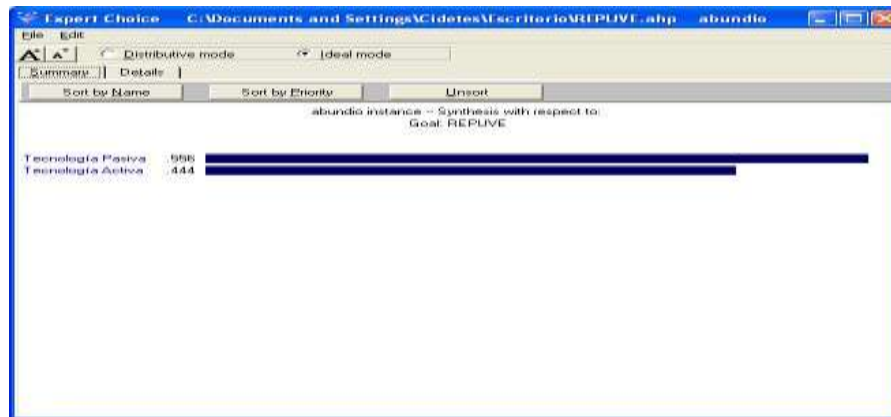 Expert Choice C:\Documents and Settings\Cidetes\Escritorio\REPUVE.ahp abundio
File Edit
A A Distributive mode Ideal mode
Summary Details
Sort by Name Sort by Priority Unsort
abundio instance -- Synthesis with respect to:
Goal: REPUVE
Tecnología Pasiva .556
Tecnología Activa .444